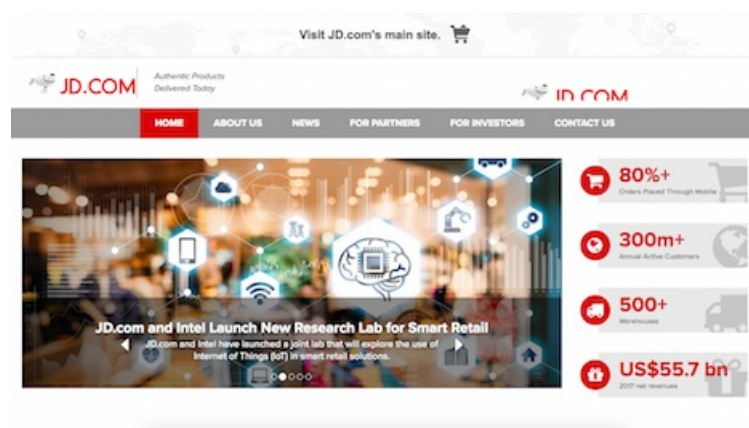 Visit JD.com's main site.
JD.COM
Authentic Products
Delivered Today
JD.COM
HOME ABOUT US NEWS FOR PARTNERS FOR INVESTORS CONTACT US
JD.com and Intel Launch New Research Lab for Smart Retail
JD.com and Intel have launched a joint lab that will explore the use of
Internet of Things (IoT) in smart retail solutions.
80%+
Orders Placed Through Mobile
300m+
Annual Active Customers
500+
Warehouses
US$55.7 bn
2017 net revenues